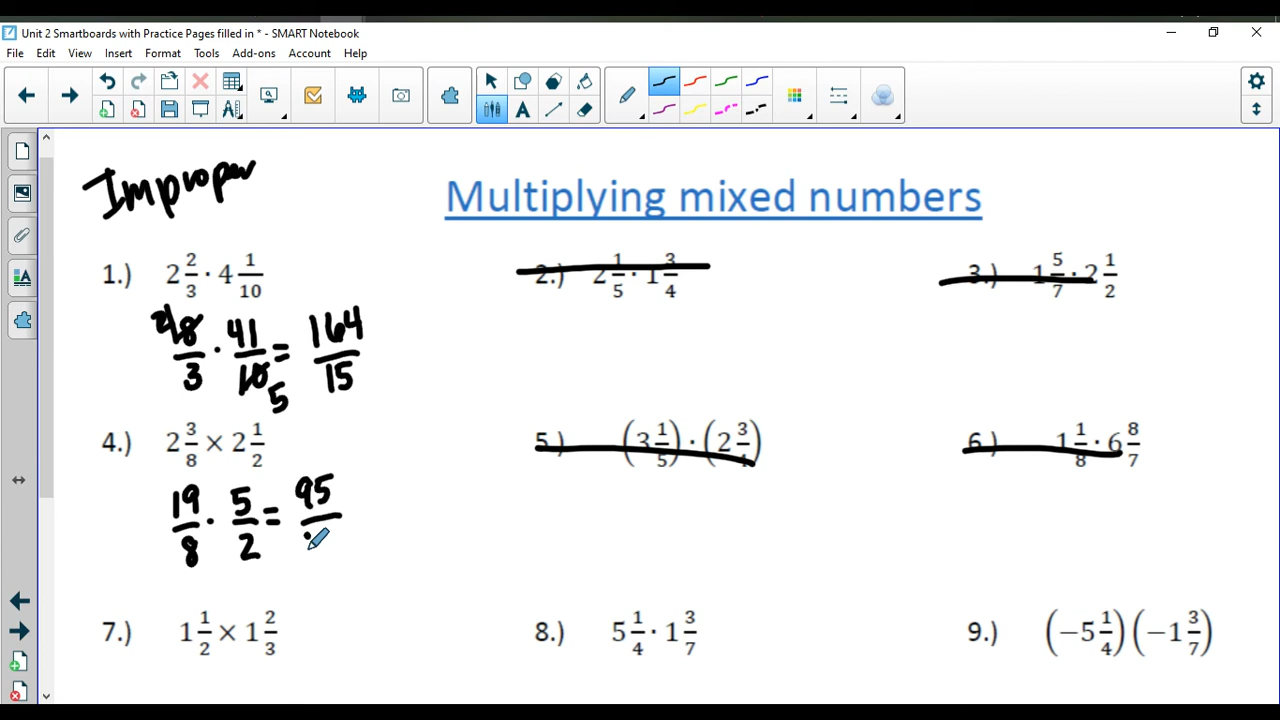 Unit 2 Smartboards with Practice Pages filled in * - SMART Notebook
File Edit View Insert Format Tools Add-ons Account Help
Improper
Multiplying mixed numbers
1.) 2 2/3 · 4 1/10
2.) 2 1/5 · 1 3/4
3.) 1 5/7 · 2 1/2
2 8/3 · 41/10 5 = 164/15
4.) 2 3/8 × 2 1/2
5.) (3 1/5) · (2 3/4)
6.) 1 1/8 · 6 8/7
19/8 · 5/2 = 95
7.) 1 1/2 × 1 2/3
8.) 5 1/4 · 1 3/7
9.) (−5 1/4)(−1 3/7)